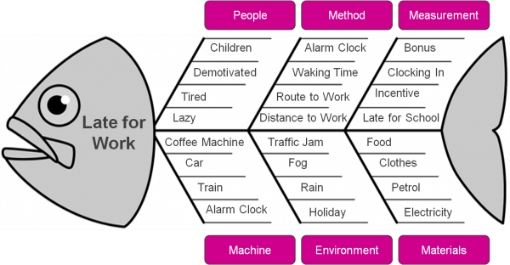 People Method Measurement
Children Alarm Clock Bonus
Demotivated Waking Time Clocking In
Tired Route to Work Incentive
Lazy Distance to Work Late for School
Late for
Work
Coffee Machine Traffic Jam Food
Car Fog Clothes
Train Rain Petrol
Alarm Clock Holiday Electricity
Machine Environment Materials